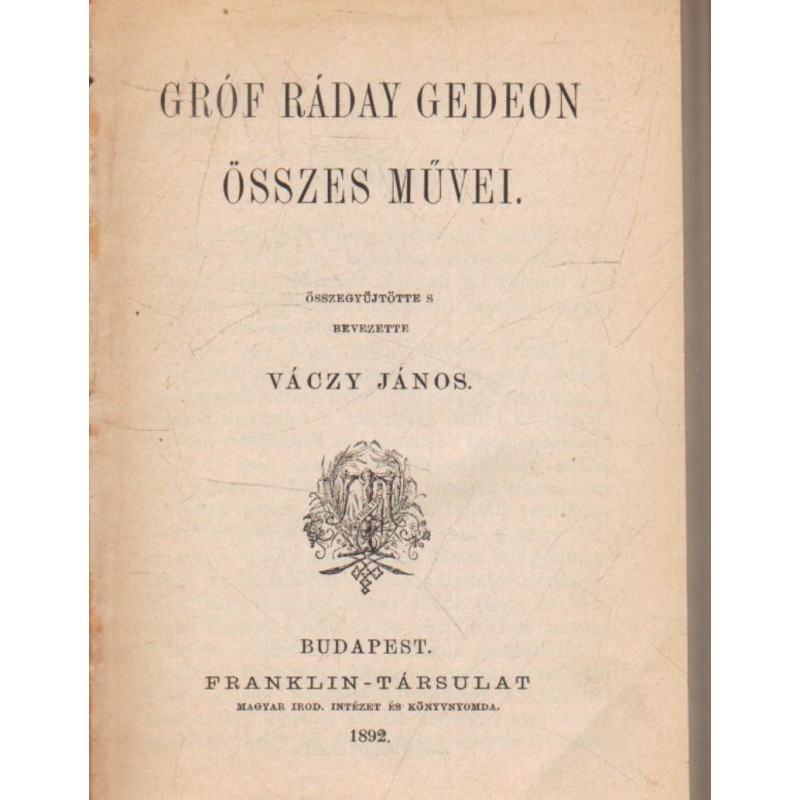 GRÓF RÁDAY GEDEON
ÖSSZES MŰVEI.
ÖSSZEGYŰJTÖTTE S
BEVEZETTE
VÁCZY JÁNOS.
BUDAPEST.
FRANKLIN-TÁRSULAT
MAGYAR IROD. INTÉZET ÉS KÖNYVNYOMDA.
1892.